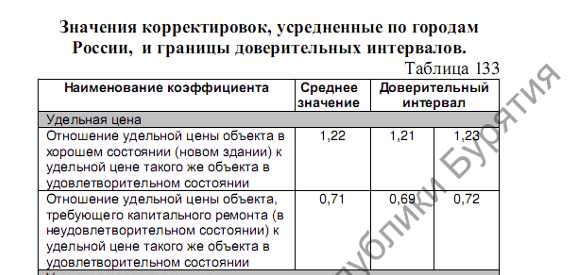 Значения корректировок, усредненные по городам
России, и границы доверительных интервалов.
Таблица 133
Наименование коэффициента Среднее значение Доверительный интервал
Удельная цена
Отношение удельной цены объекта в 1,22 1,21 1,23
хорошем состоянии (новом здании) к
удельной цене такого же объекта в
удовлетворительном состоянии
Отношение удельной цены объекта, 0,71 0,69 0,72
требующего капитального ремонта (в
неудовлетворительном состоянии) к
удельной цене такого же объекта в
удовлетворительном состоянии
Бурятия